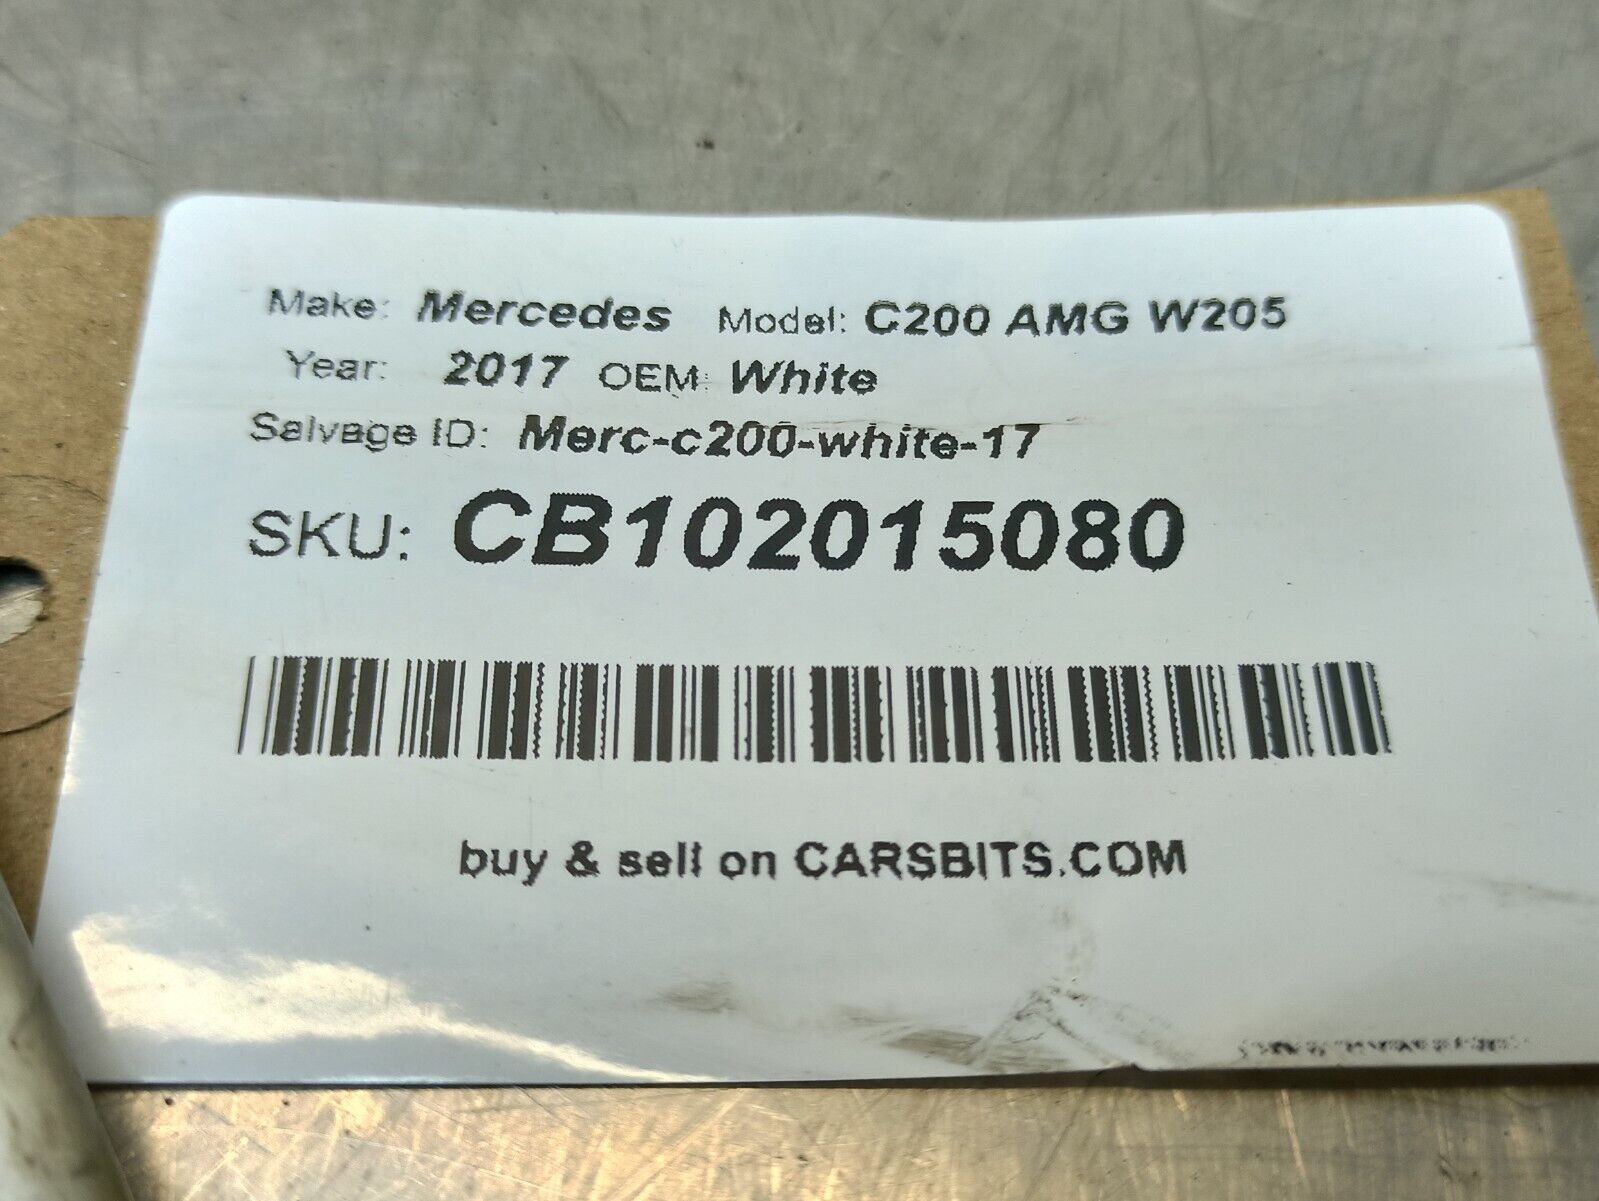 Make: Mercedes Model: C200 AMG W205
Year: 2017 OEM: White
Salvage ID: Merc-c200-white-17
SKU: CB102015080
buy & sell on CARSBITS.COM